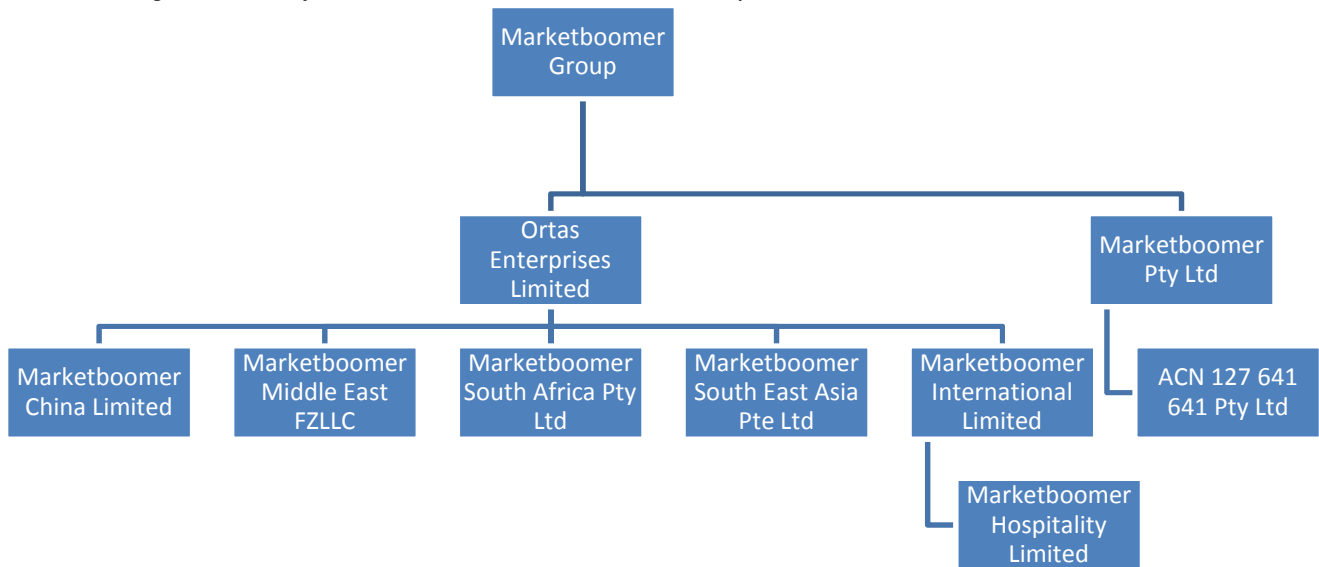 Marketboomer
Group
Ortas
Enterprises
Limited
Marketboomer
Pty Ltd
Marketboomer
China Limited
Marketboomer
Middle East
FZLLC
Marketboomer
South Africa Pty
Ltd
Marketboomer
South East Asia
Pte Ltd
Marketboomer
International
Limited
ACN 127 641
641 Pty Ltd
Marketboomer
Hospitality
Limited